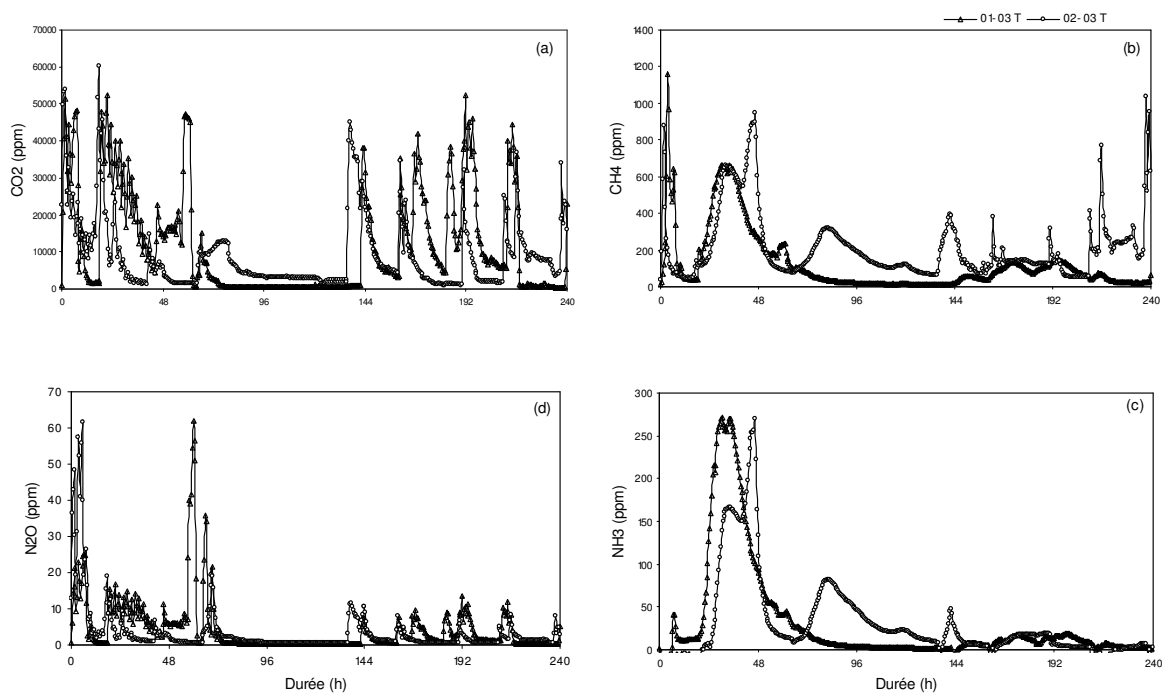 01-03 T 02-03 T
(a)
CO2 (ppm)
70000
60000
50000
40000
30000
20000
10000
0
0 48 96 144 192 240
(b)
CH4 (ppm)
1400
1200
1000
800
600
400
200
0
0 48 96 144 192 240
(d)
N2O (ppm)
70
60
50
40
30
20
10
0
0 48 96 144 192 240
Durée (h)
(c)
NH3 (ppm)
300
250
200
150
100
50
0
0 48 96 144 192 240
Durée (h)